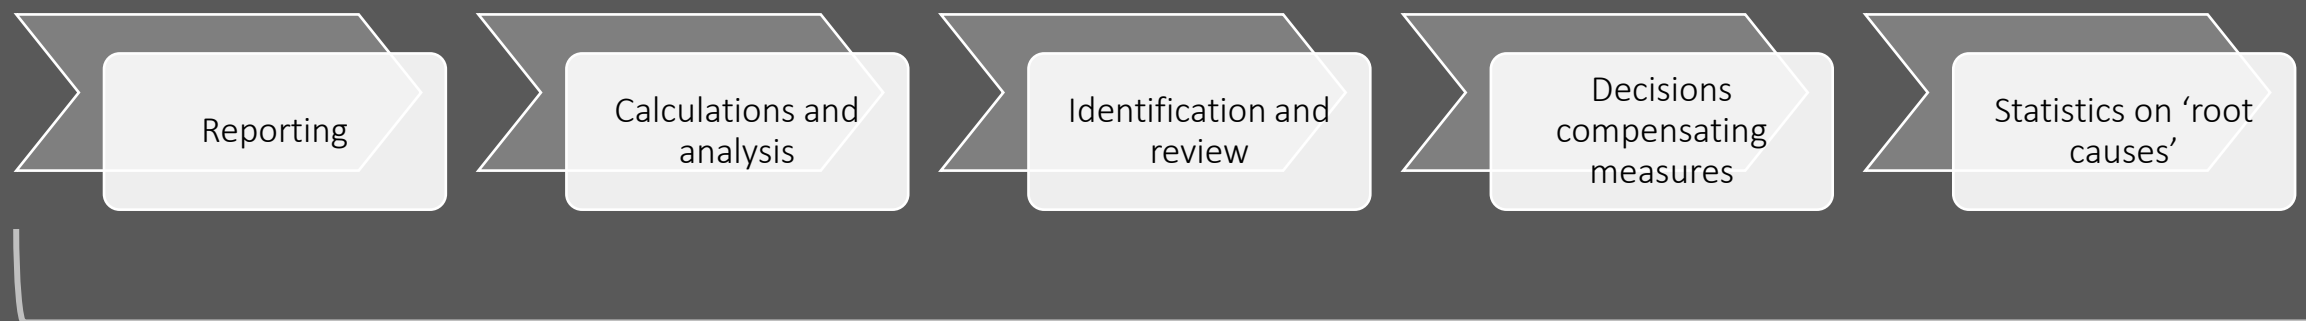 Reporting
Calculations and
analysis
Identification and
review
Decisions
compensating
measures
Statistics on ‘root
causes’